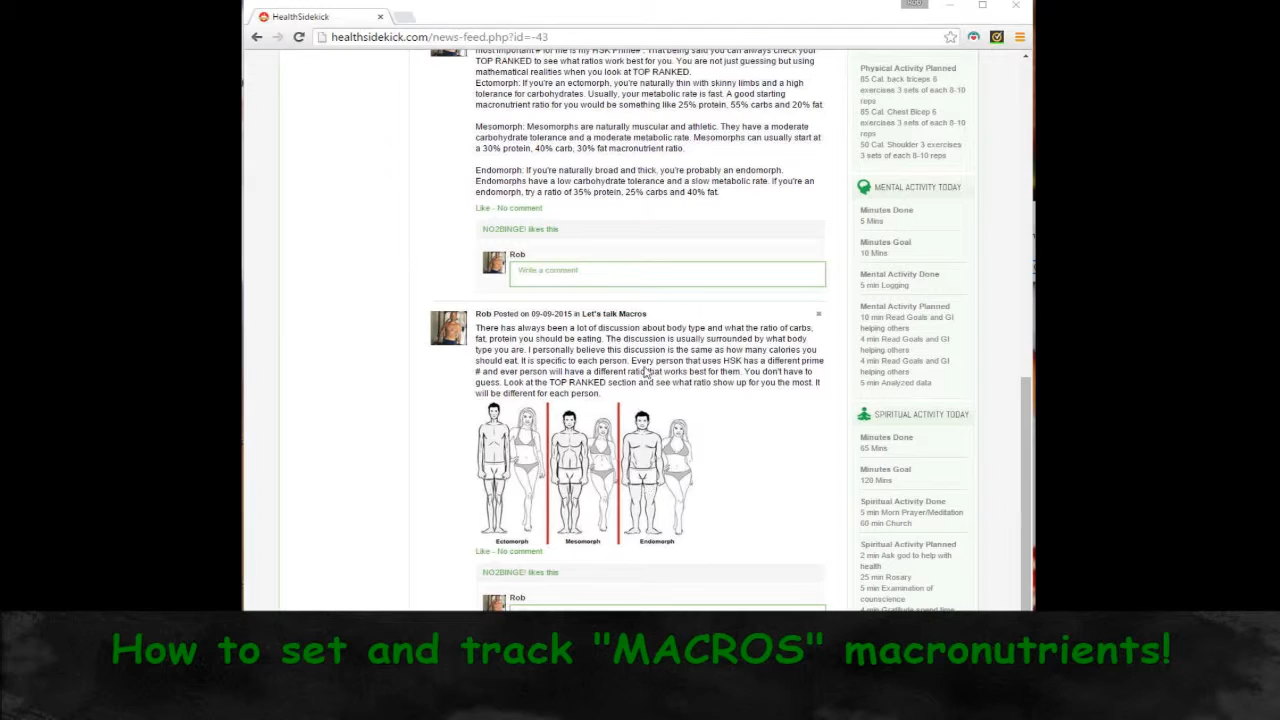 HealthSidekick
healthsidekick.com/news-feed.php?id=-43
most important # for me is my HSK Prime# . That being said you can always check your
TOP RANKED to see what ratios work best for you. You are not just guessing but using
mathematical realities when you look at TOP RANKED.
Ectomorph: If you're an ectomorph, you're naturally thin with skinny limbs and a high
tolerance for carbohydrates. Usually, your metabolic rate is fast. A good starting
macronutrient ratio for you would be something like 25% protein, 55% carbs and 20% fat.
Mesomorph: Mesomorphs are naturally muscular and athletic. They have a moderate
carbohydrate tolerance and a moderate metabolic rate. Mesomorphs can usually start at
a 30% protein, 40% carb, 30% fat macronutrient ratio.
Endomorph: If you're naturally broad and thick, you're probably an endomorph.
Endomorphs have a low carbohydrate tolerance and a slow metabolic rate. If you're an
endomorph, try a ratio of 35% protein, 25% carbs and 40% fat.
Like - No comment
NO2BINGE! likes this
Rob
Write a comment
Rob Posted on 09-09-2015 in Let's talk Macros
There has always been a lot of discussion about body type and what the ratio of carbs,
fat, protein you should be eating. The discussion is usually surrounded by what body
type you are. I personally believe this discussion is the same as how many calories you
should eat. It is specific to each person. Every person that uses HSK has a different prime
# and ever person will have a different ratio that works best for them. You don't have to
guess. Look at the TOP RANKED section and see what ratio show up for you the most. It
will be different for each person.
Ectomorph
Mesomorph
Endomorph
Like - No comment
NO2BINGE! likes this
Rob
Physical Activity Planned
85 Cal. back triceps 6
exercises 3 sets of each 8-10
reps
85 Cal. Chest Bicep 6
exercises 3 sets of each 8-10
reps
50 Cal. Shoulder 3 exercises
3 sets of each 8-10 reps
MENTAL ACTIVITY TODAY
Minutes Done
5 Mins
Minutes Goal
10 Mins
Mental Activity Done
5 min Logging
Mental Activity Planned
10 min Read Goals and GI
helping others
4 min Read Goals and GI
helping others
4 min Read Goals and GI
helping others
5 min Analyzed data
SPIRITUAL ACTIVITY TODAY
Minutes Done
65 Mins
Minutes Goal
120 Mins
Spiritual Activity Done
5 min Morn Prayer/Meditation
60 min Church
Spiritual Activity Planned
2 min Ask god to help with
health
25 min Rosary
5 min Examination of
counscience
4 min Gratitude spend time
How to set and track "MACROS" macronutrients!